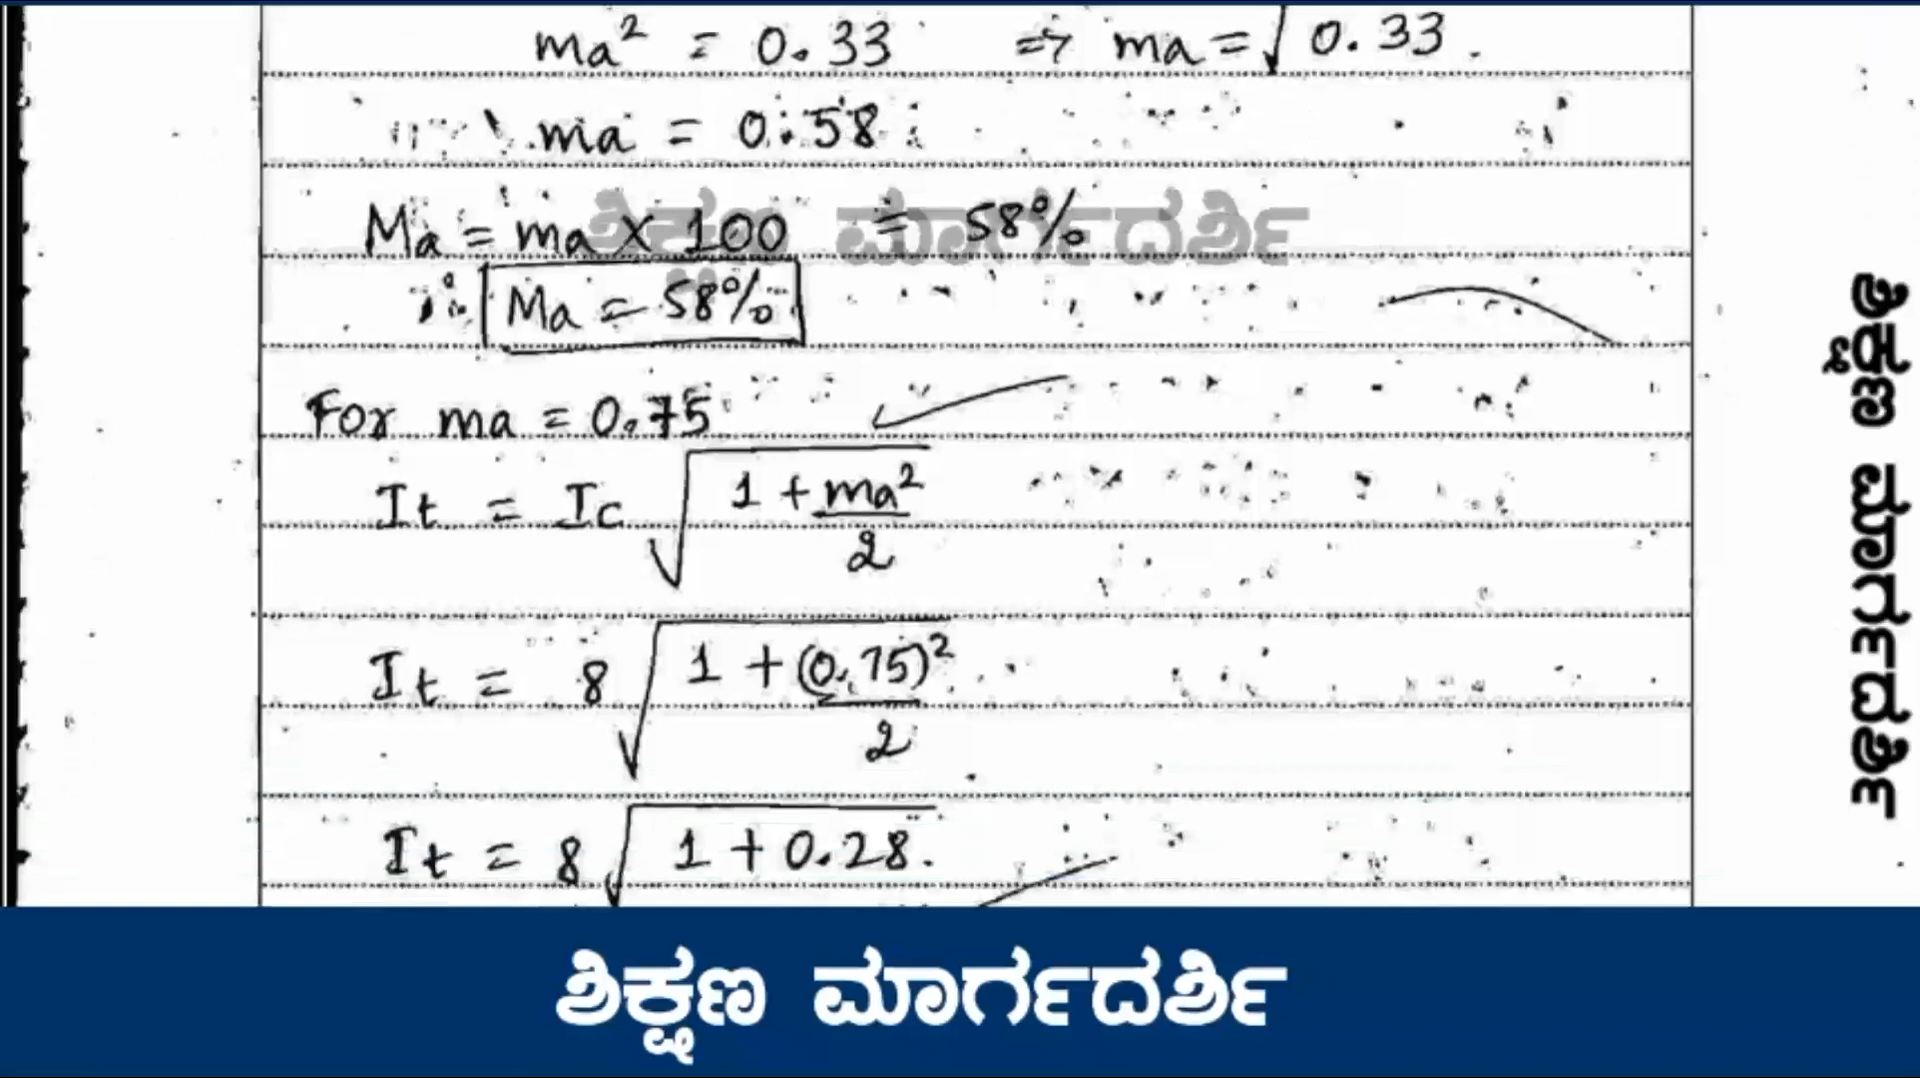 ma² = 0.33 => ma = √0.33.
ma = 0.58
Ma = ma x 100 = 58%
ಶಿಕ್ಷಣ ಮಾರ್ಗದರ್ಶಿ
Ma = 58%
For ma = 0.75
It = Ic √(1 + ma²/2)
It = 8 √(1 + (0.75)²/2)
It = 8 √(1 + 0.28.)
ಶಿಕ್ಷಣ ಮಾರ್ಗದರ್ಶಿ
ಶಿಕ್ಷಣ ಮಾರ್ಗದರ್ಶಿ